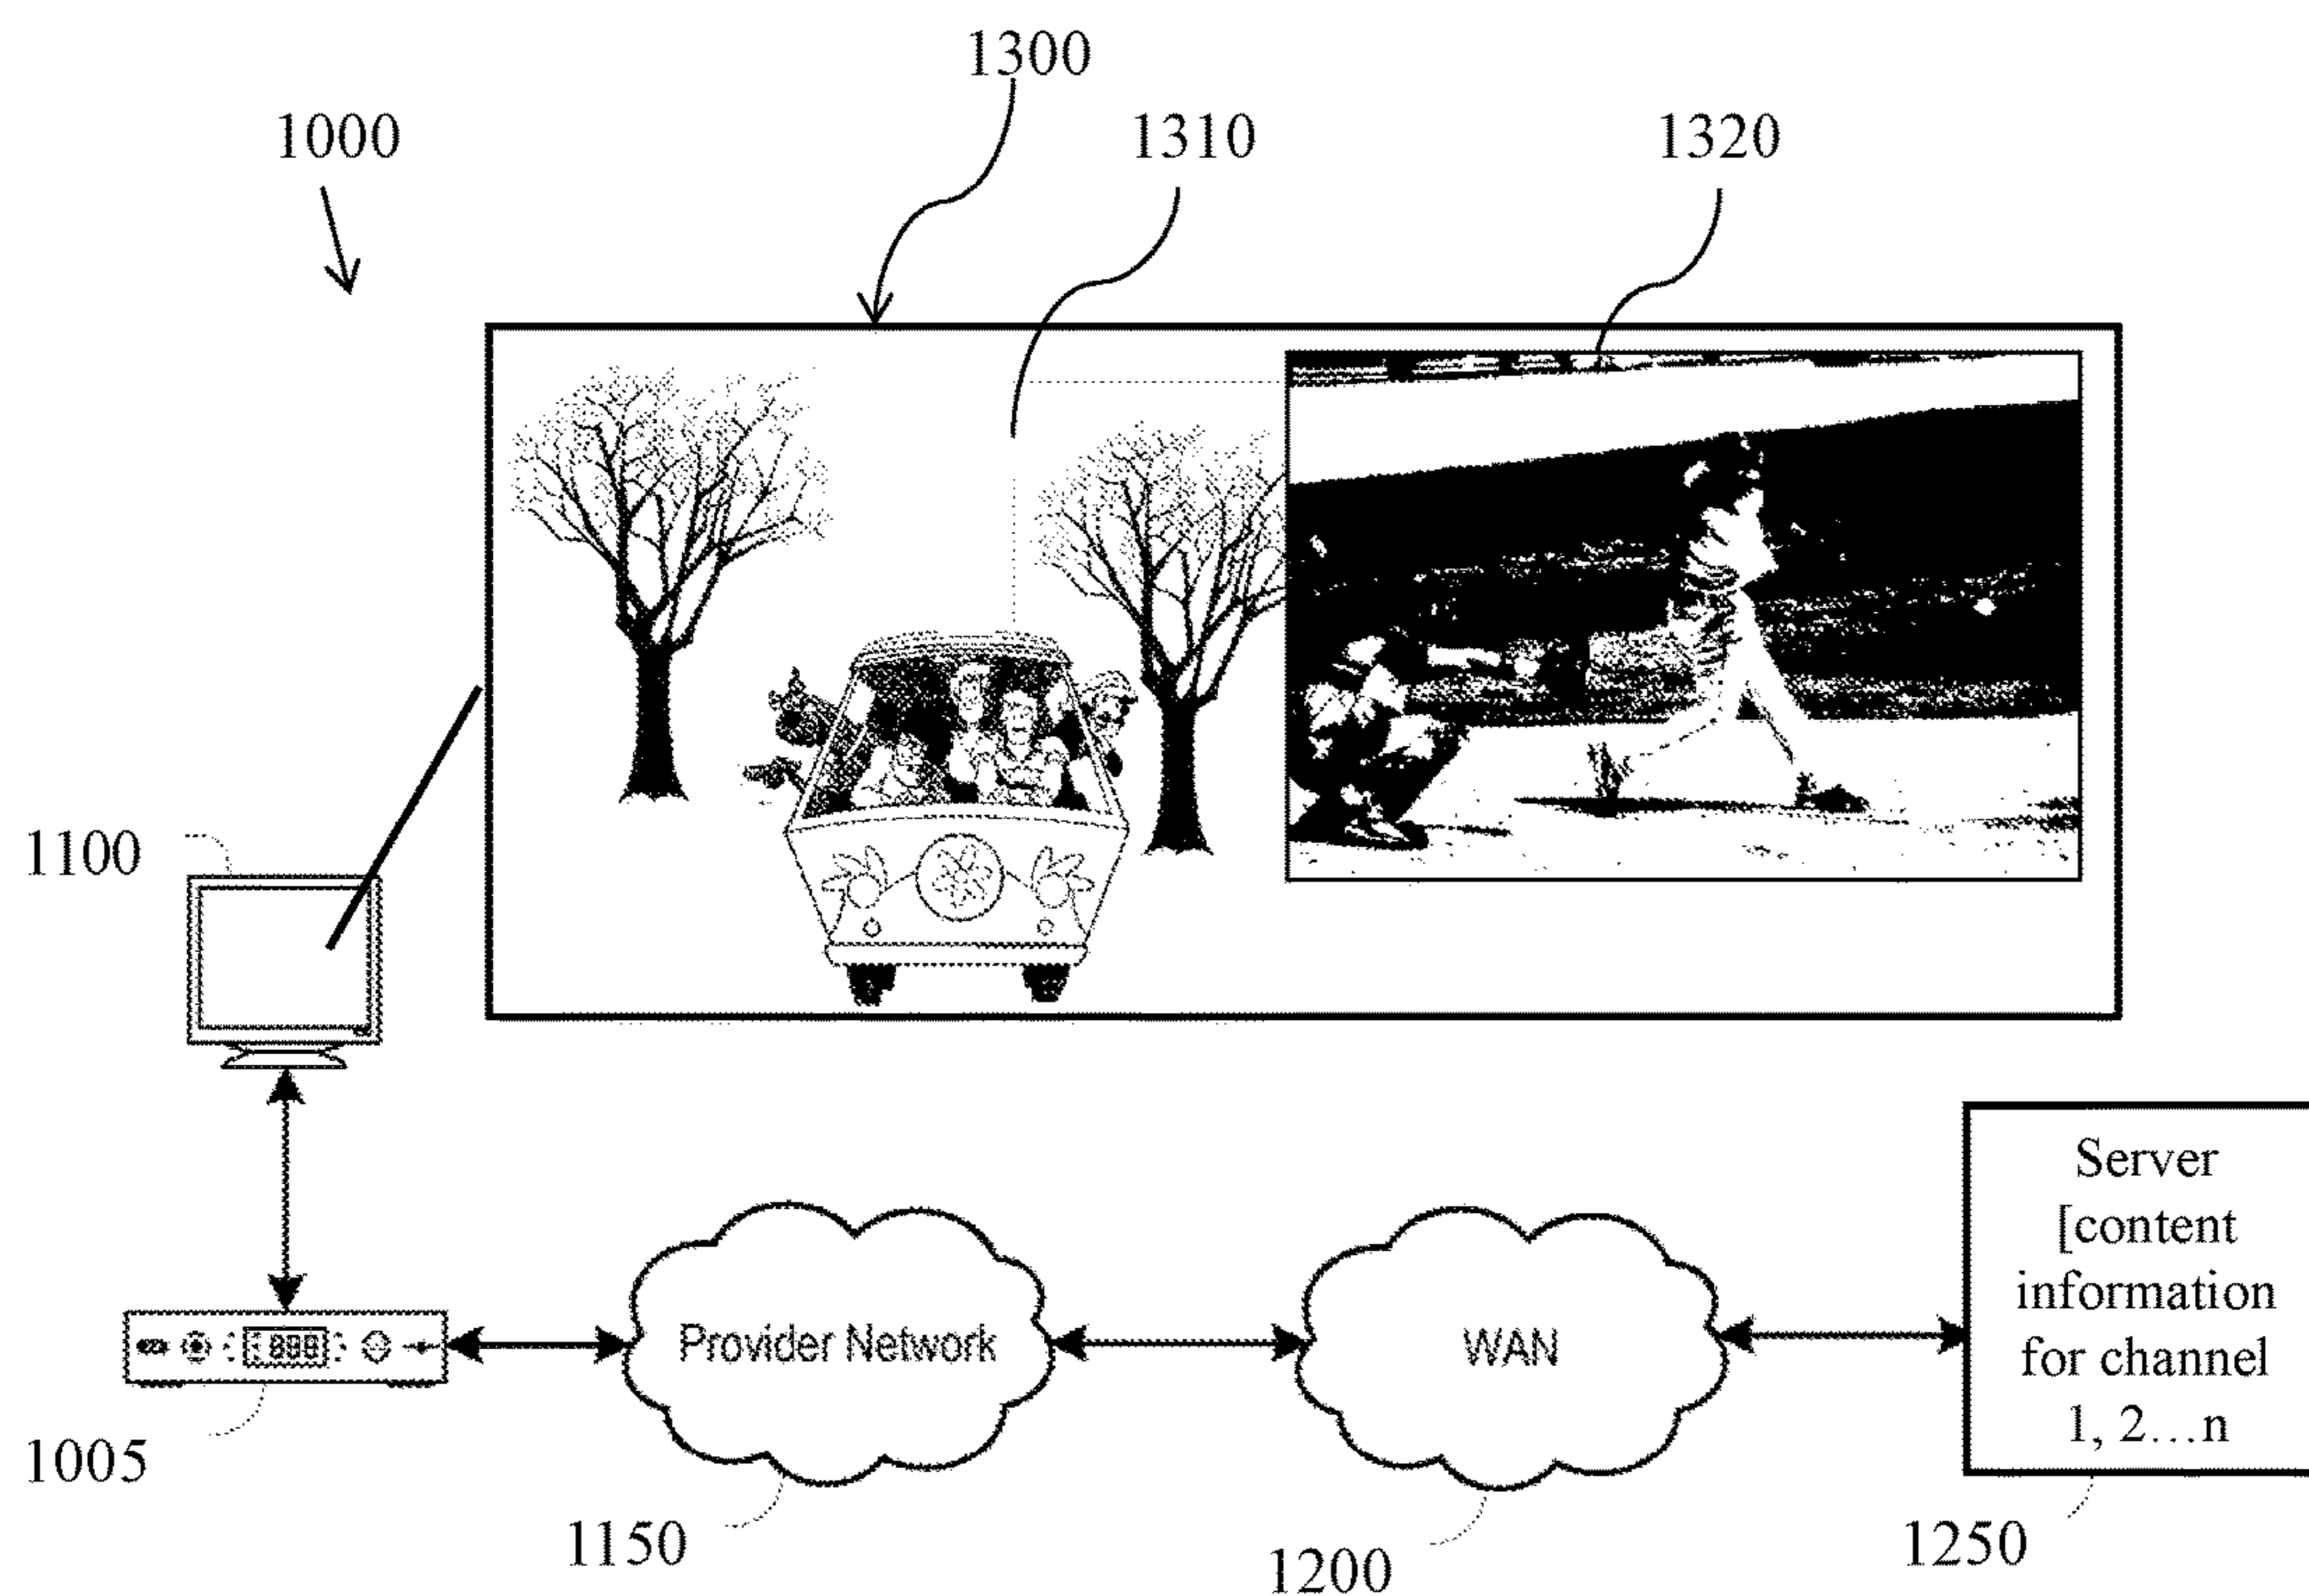 1300
1000
1310
1320
1100
Server
[content
information
for channel
1, 2...n
888
Provider Network
WAN
1005
1150
1200
1250